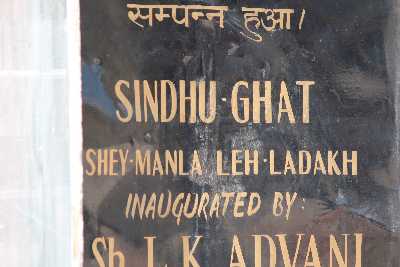 सम्पन्न हुआ।
SINDHU-GHAT
SHEY-MANLA LEH-LADAKH
INAUGURATED BY:
Sh. L.K. ADVANI